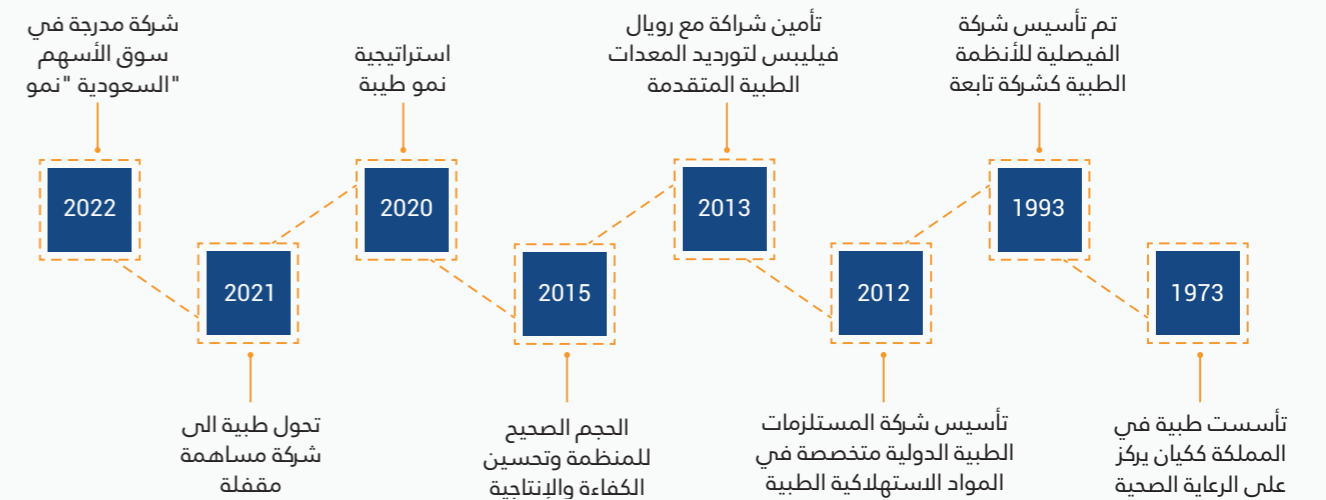 تأسست طبية في
المملكة ككيان يركز
على الرعاية الصحية
1973
تم تأسيس شركة
الفيصلية للأنظمة
الطبية كشركة تابعة
1993
تأسيس شركة المستلزمات
الطبية الدولية متخصصة في
المواد الاستهلاكية الطبية
2012
تأمين شراكة مع رويال
فيليبس لتورديد المعدات
الطبية المتقدمة
2013
الحجم الصحيح
للمنظمة وتحسين
الكفاءة والإنتاجية
2015
استراتيجية
نمو طيبة
2020
تحول طبية الى
شركة مساهمة
مقفلة
2021
شركة مدرجة في
سوق الأسهم
السعودية "نمو"
2022